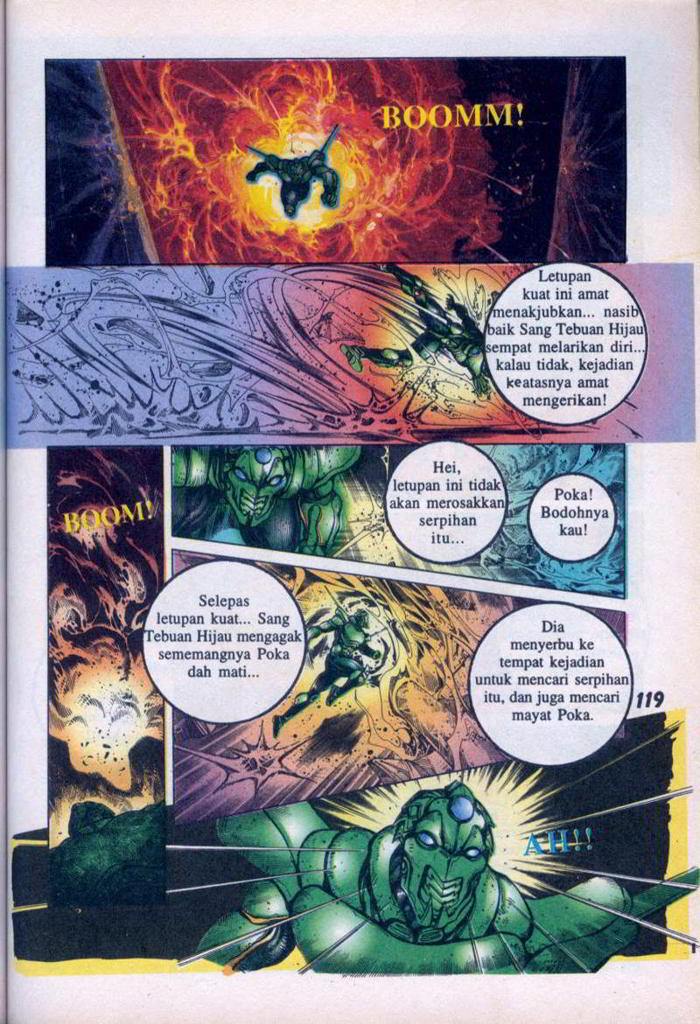 BOOMM!
Letupan
kuat ini amat
menakjubkan... nasib
baik Sang Tebuan Hijau
sempat melarikan diri...
kalau tidak, kejadian
keatasnya amat
mengerikan!
BOOM!
Hei,
letupan ini tidak
akan merosakkan
serpihan
itu...
Poka!
Bodohnya
kau!
Selepas
letupan kuat... Sang
Tebuan Hijau mengagak
sememangnya Poka
dah mati...
Dia
menyerbu ke
tempat kejadian
untuk mencari serpihan
itu, dan juga mencari
mayat Poka.
119
AH!!